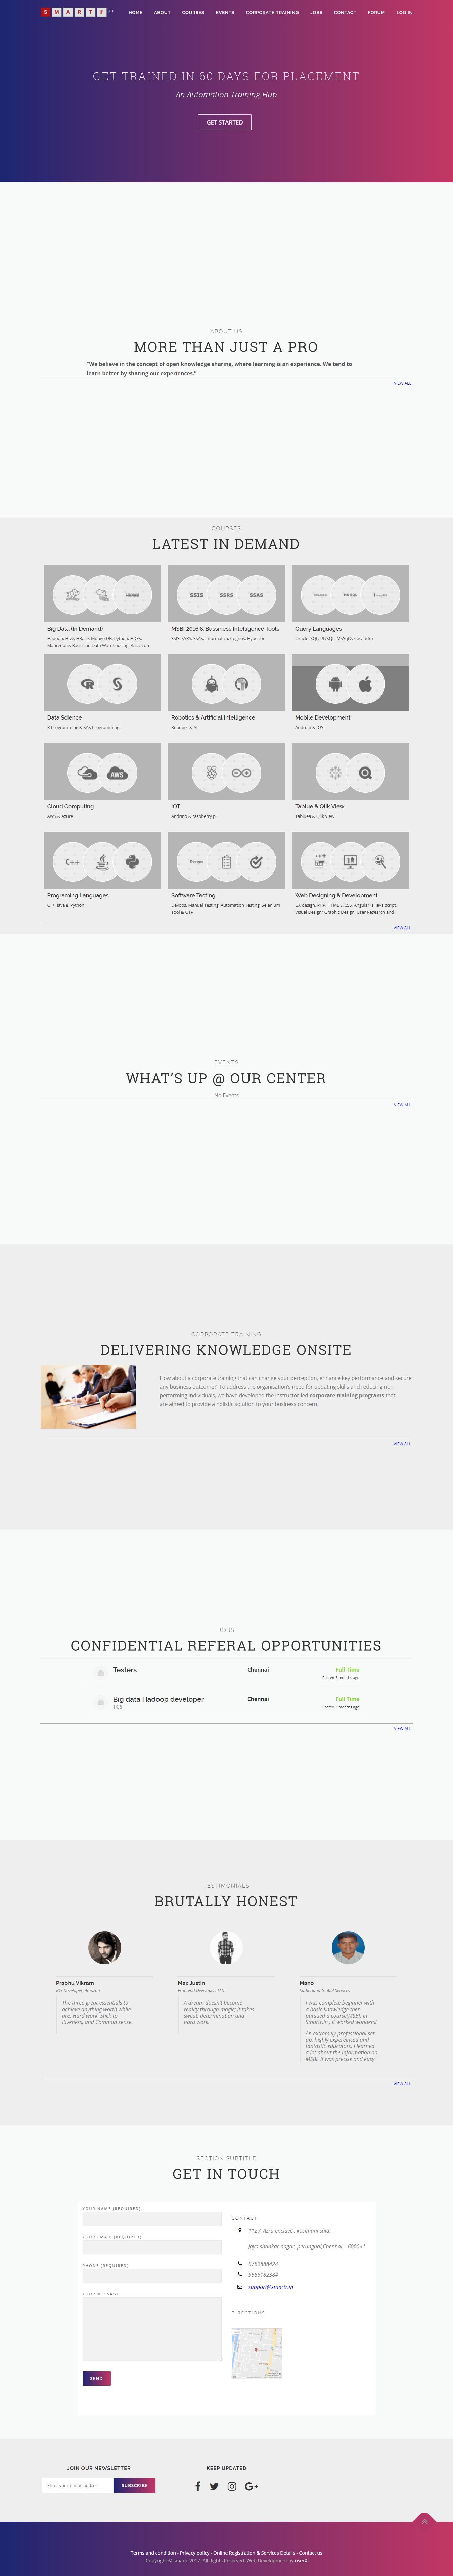 S M A R T r .in
HOME ABOUT COURSES EVENTS CORPORATE TRAINING JOBS CONTACT FORUM LOG IN
GET TRAINED IN 60 DAYS FOR PLACEMENT
An Automation Training Hub
GET STARTED
ABOUT US
MORE THAN JUST A PRO
"We believe in the concept of open knowledge sharing, where learning is an experience. We tend to
learn better by sharing our experiences."
VIEW ALL
COURSES
LATEST IN DEMAND
SSIS SSRS SSAS
Big Data (In Demand)
Hadoop, Hive, HBase, Mongo DB, Python, HDFS,
Mapreduce, Basics on Data Warehousing, Basics on
MSBI 2016 & Bussiness Intelligence Tools
SSIS, SSRS, SSAS, Informatica, Cognos, Hyperion
Query Languages
Oracle, SQL, PL/SQL, MSSql & Casandra
Data Science
R Programming & SAS Programming
Robotics & Artificial Intelligence
Robotics & AI
Mobile Development
Android & IOS
AWS
Cloud Computing
AWS & Azure
IOT
Andrino & raspberry pi
Tablue & Qlik View
Tabluea & Qlik View
C++
Devops
Programing Languages
C++, Java & Python
Software Testing
Devops, Manual Testing, Automation Testing, Selenium
Tool & QTP
Web Designing & Development
UX design, PHP, HTML & CSS, Angular Js, Java script,
Visual Design/ Graphic Design, User Research and
VIEW ALL
EVENTS
WHAT'S UP @ OUR CENTER
No Events
VIEW ALL
CORPORATE TRAINING
DELIVERING KNOWLEDGE ONSITE
How about a corporate training that can change your perception, enhance key performance and secure
any business outcome? To address the organisation's need for updating skills and reducing non-
performing individuals, we have developed the instructor-led corporate training programs that
are aimed to provide a holistic solution to your business concern.
VIEW ALL
JOBS
CONFIDENTIAL REFERAL OPPORTUNITIES
Testers
Chennai
Full Time
Posted 3 months ago
Big data Hadoop developer
TCS
Chennai
Full Time
Posted 3 months ago
VIEW ALL
TESTIMONIALS
BRUTALLY HONEST
Prabhu Vikram
IOS Developer, Amazon
The three great essentials to
achieve anything worth while
are: Hard work, Stick-to-
itiveness, and Common sense.
Max Justin
Frontend Developer, TCS
A dream doesn't become
reality through magic; it takes
sweat, determination and
hard work.
Mano
Sutherland Global Services
I was complete beginner with
a basic knowledge then
pursued a course(MSBI) in
Smartr.in , it worked wonders!
An extremely professional set
up, highly expereinced and
fantastic educators. I learned
a lot about the information on
MSBI. It was precise and easy
VIEW ALL
SECTION SUBTITLE
GET IN TOUCH
YOUR NAME (REQUIRED)
YOUR EMAIL (REQUIRED)
PHONE (REQUIRED)
YOUR MESSAGE
SEND
CONTACT
112 A Azra enclave , kasimani salai,
Jaya shankar nagar, perungudi,Chennai – 600041.
9789888424
9566182384
support@smartr.in
DIRECTIONS
JOIN OUR NEWSLETTER
Enter your e-mail address
SUBSCRIBE
KEEP UPDATED
Terms and condition · Privacy policy · Online Registration & Services Details · Contact us
Copyright © smartr 2017. All Rights Reserved. Web Development by userX